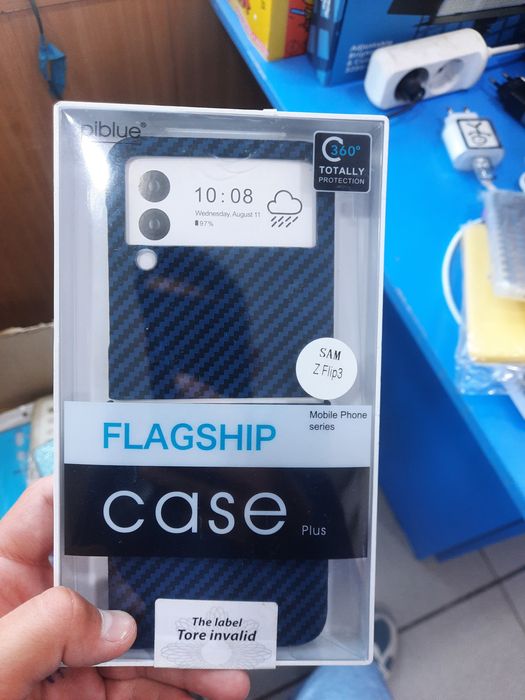 piblue®
360°
TOTALLY
PROTECTION
10:08
Wednesday, August 11
97%
SAM
Z Flip3
Mobile Phone
series
FLAGSHIP
case Plus
The label
Tore invalid